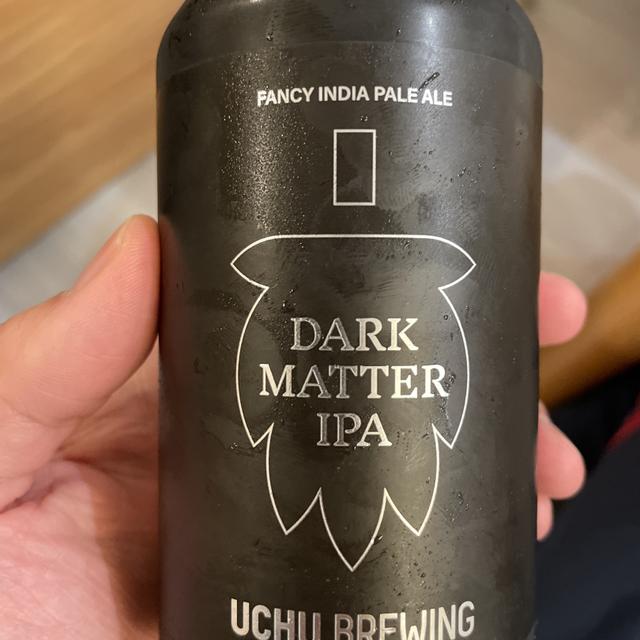 FANCY INDIA PALE ALE
DARK
MATTER
IPA
UCHU BREWING